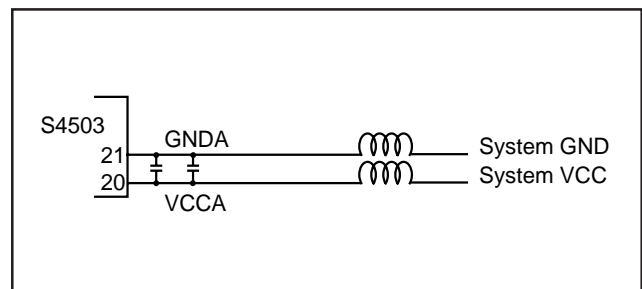 S4503
21
20
GNDA
VCCA
System GND
System VCC